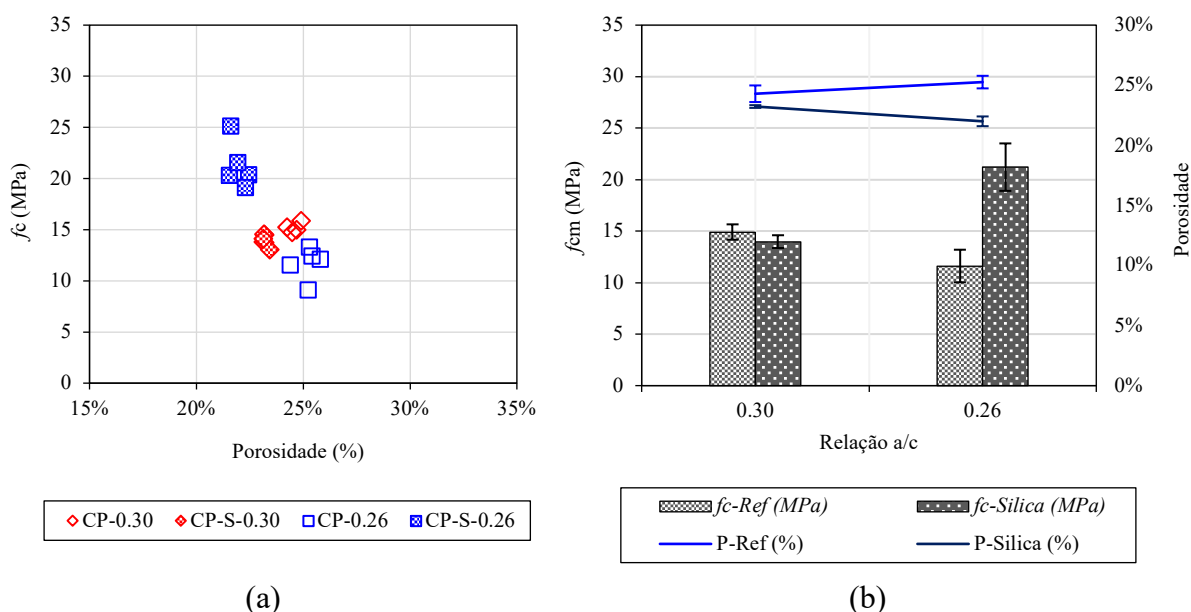 35
30
25
20
15
10
5
0
fc (MPa)
15% 20% 25% 30% 35%
Porosidade (%)
CP-0.30 CP-S-0.30 CP-0.26 CP-S-0.26
(a)
35
30
25
20
15
10
5
0
fcm (MPa)
30%
25%
20%
15%
10%
5%
0%
Porosidade
0.30 0.26
Relação a/c
fc-Ref (MPa) fc-Silica (MPa)
P-Ref (%) P-Silica (%)
(b)